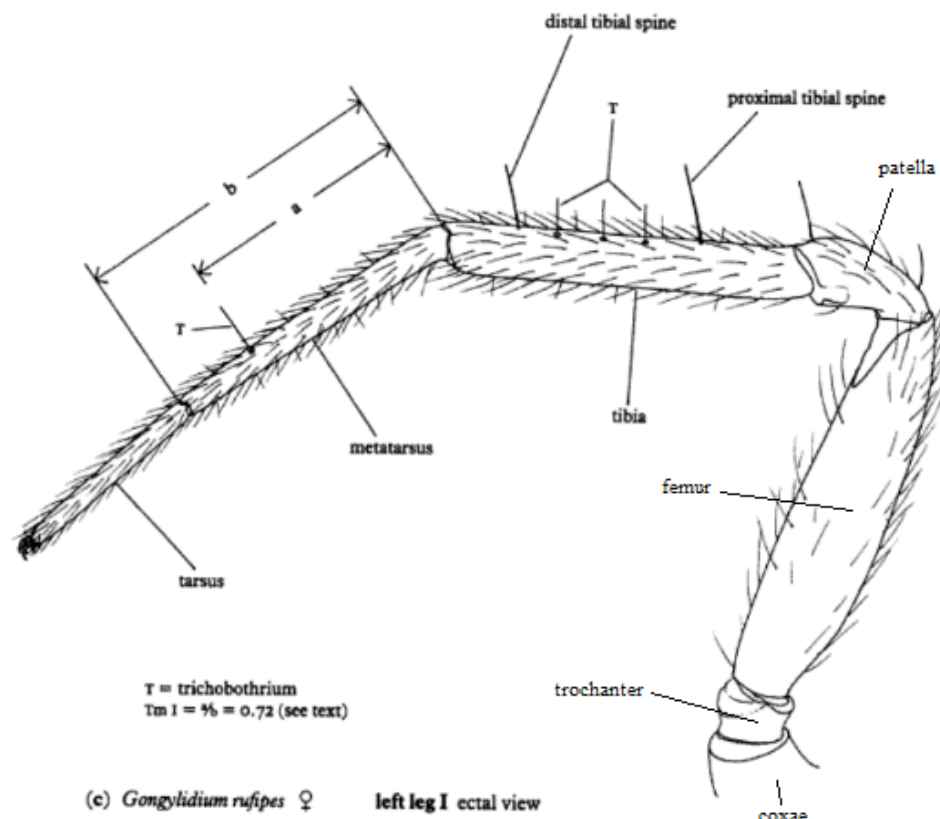 distal tibial spine
T
proximal tibial spine
patella
b
a
T
tibia
metatarsus
femur
tarsus
trochanter
T = trichobothrium
Tm I = a/b = 0.72 (see text)
(c) Gongylidium rufipes ♀ left leg I ectal view
coxae